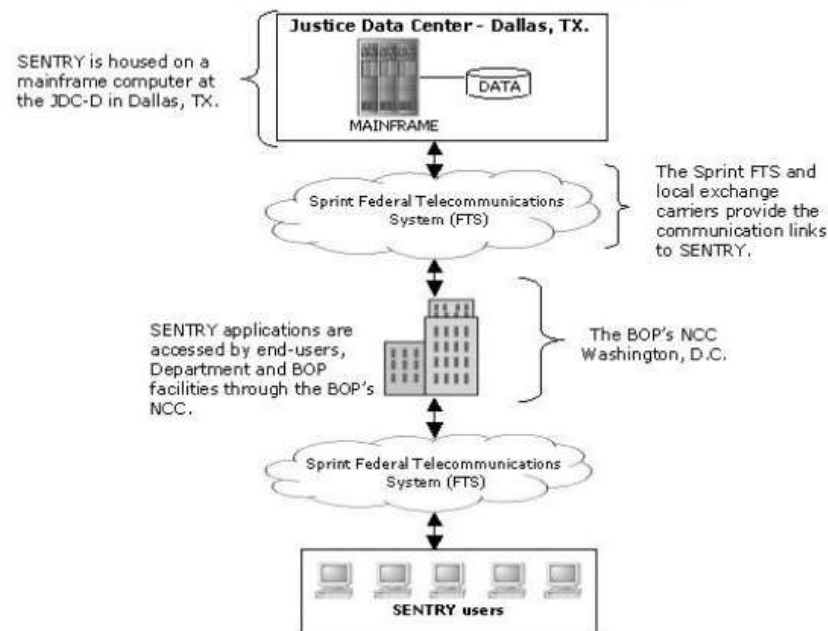 Justice Data Center - Dallas, TX.
SENTRY is housed on a
mainframe computer at
the JDC-D in Dallas, TX.
DATA
MAINFRAME
Sprint Federal Telecommunications
System (FTS)
The Sprint FTS and
local exchange
carriers provide the
communication links
to SENTRY.
SENTRY applications are
accessed by end-users,
Department and BOP
facilities through the BOP's
NCC.
The BOP's NCC
Washington, D.C.
Sprint Federal Telecommunications
System (FTS)
SENTRY users